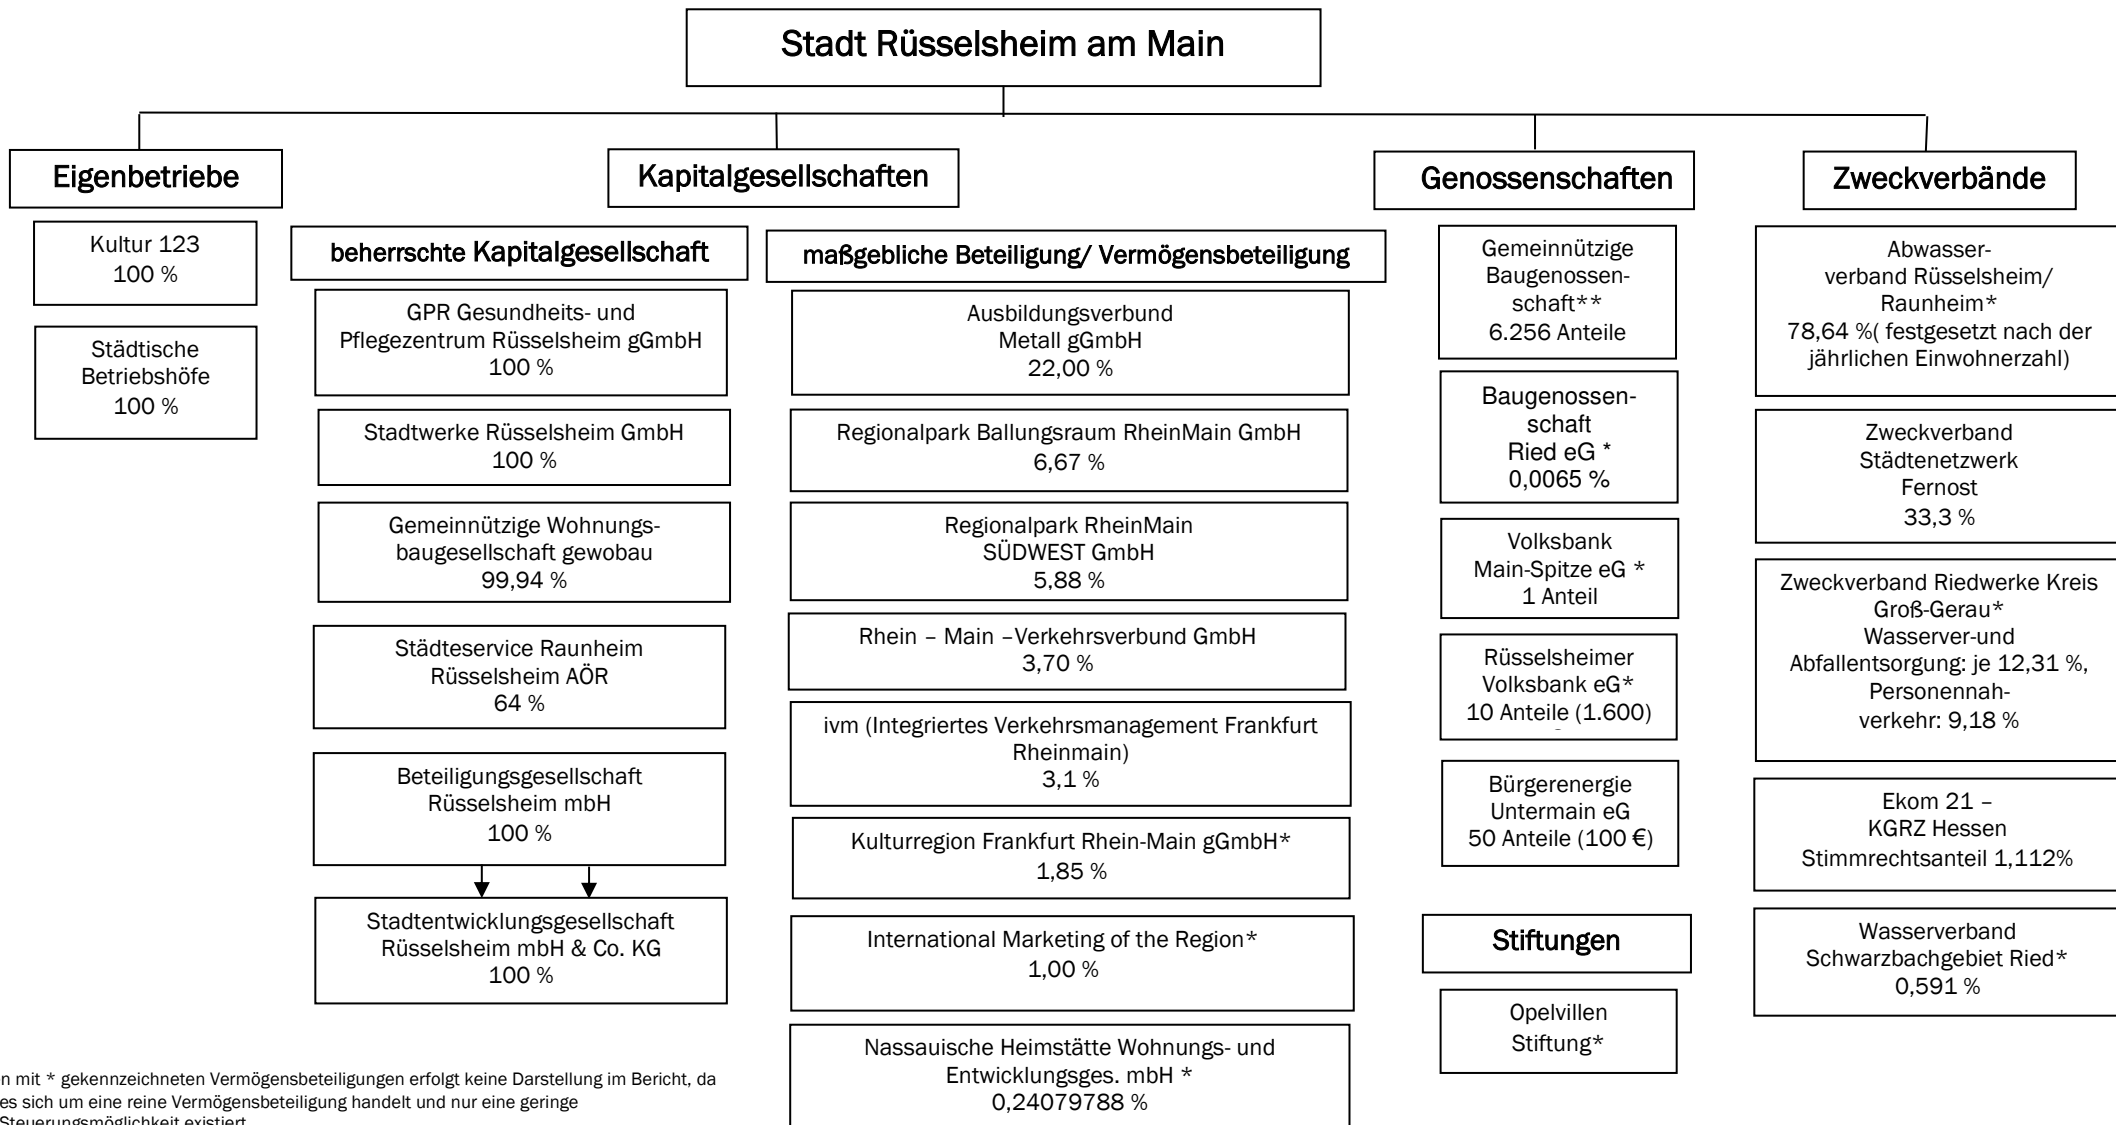 Stadt Rüsselsheim am Main
Eigenbetriebe
Kultur 123
100 %
Städtische
Betriebshöfe
100 %
Kapitalgesellschaften
beherrschte Kapitalgesellschaft
GPR Gesundheits- und
Pflegezentrum Rüsselsheim gGmbH
100 %
Stadtwerke Rüsselsheim GmbH
100 %
Gemeinnützige Wohnungs-
baugesellschaft gewobau
99,94 %
Städteservice Raunheim
Rüsselsheim AÖR
64 %
Beteiligungsgesellschaft
Rüsselsheim mbH
100 %
Stadtentwicklungsgesellschaft
Rüsselsheim mbH & Co. KG
100 %
maßgebliche Beteiligung/ Vermögensbeteiligung
Ausbildungsverbund
Metall gGmbH
22,00 %
Regionalpark Ballungsraum RheinMain GmbH
6,67 %
Regionalpark RheinMain
SÜDWEST GmbH
5,88 %
Rhein – Main –Verkehrsverbund GmbH
3,70 %
ivm (Integriertes Verkehrsmanagement Frankfurt
Rheinmain)
3,1 %
Kulturregion Frankfurt Rhein-Main gGmbH*
1,85 %
International Marketing of the Region*
1,00 %
Nassauische Heimstätte Wohnungs- und
Entwicklungsges. mbH *
0,24079788 %
Genossenschaften
Gemeinnützige
Baugenossen-
schaft**
6.256 Anteile
Baugenossen-
schaft
Ried eG *
0,0065 %
Volksbank
Main-Spitze eG *
1 Anteil
Rüsselsheimer
Volksbank eG*
10 Anteile (1.600)
Bürgerenergie
Untermain eG
50 Anteile (100 €)
Stiftungen
Opelvillen
Stiftung*
Zweckverbände
Abwasser-
verband Rüsselsheim/
Raunheim*
78,64 %( festgesetzt nach der
jährlichen Einwohnerzahl)
Zweckverband
Städtenetzwerk
Fernost
33,3 %
Zweckverband Riedwerke Kreis
Groß-Gerau*
Wasserver-und
Abfallentsorgung: je 12,31 %,
Personennah-
verkehr: 9,18 %
Ekom 21 –
KGRZ Hessen
Stimmrechtsanteil 1,112%
Wasserverband
Schwarzbachgebiet Ried*
0,591 %
en mit * gekennzeichneten Vermögensbeteiligungen erfolgt keine Darstellung im Bericht, da
es sich um eine reine Vermögensbeteiligung handelt und nur eine geringe
Steuerungsmöglichkeit existiert